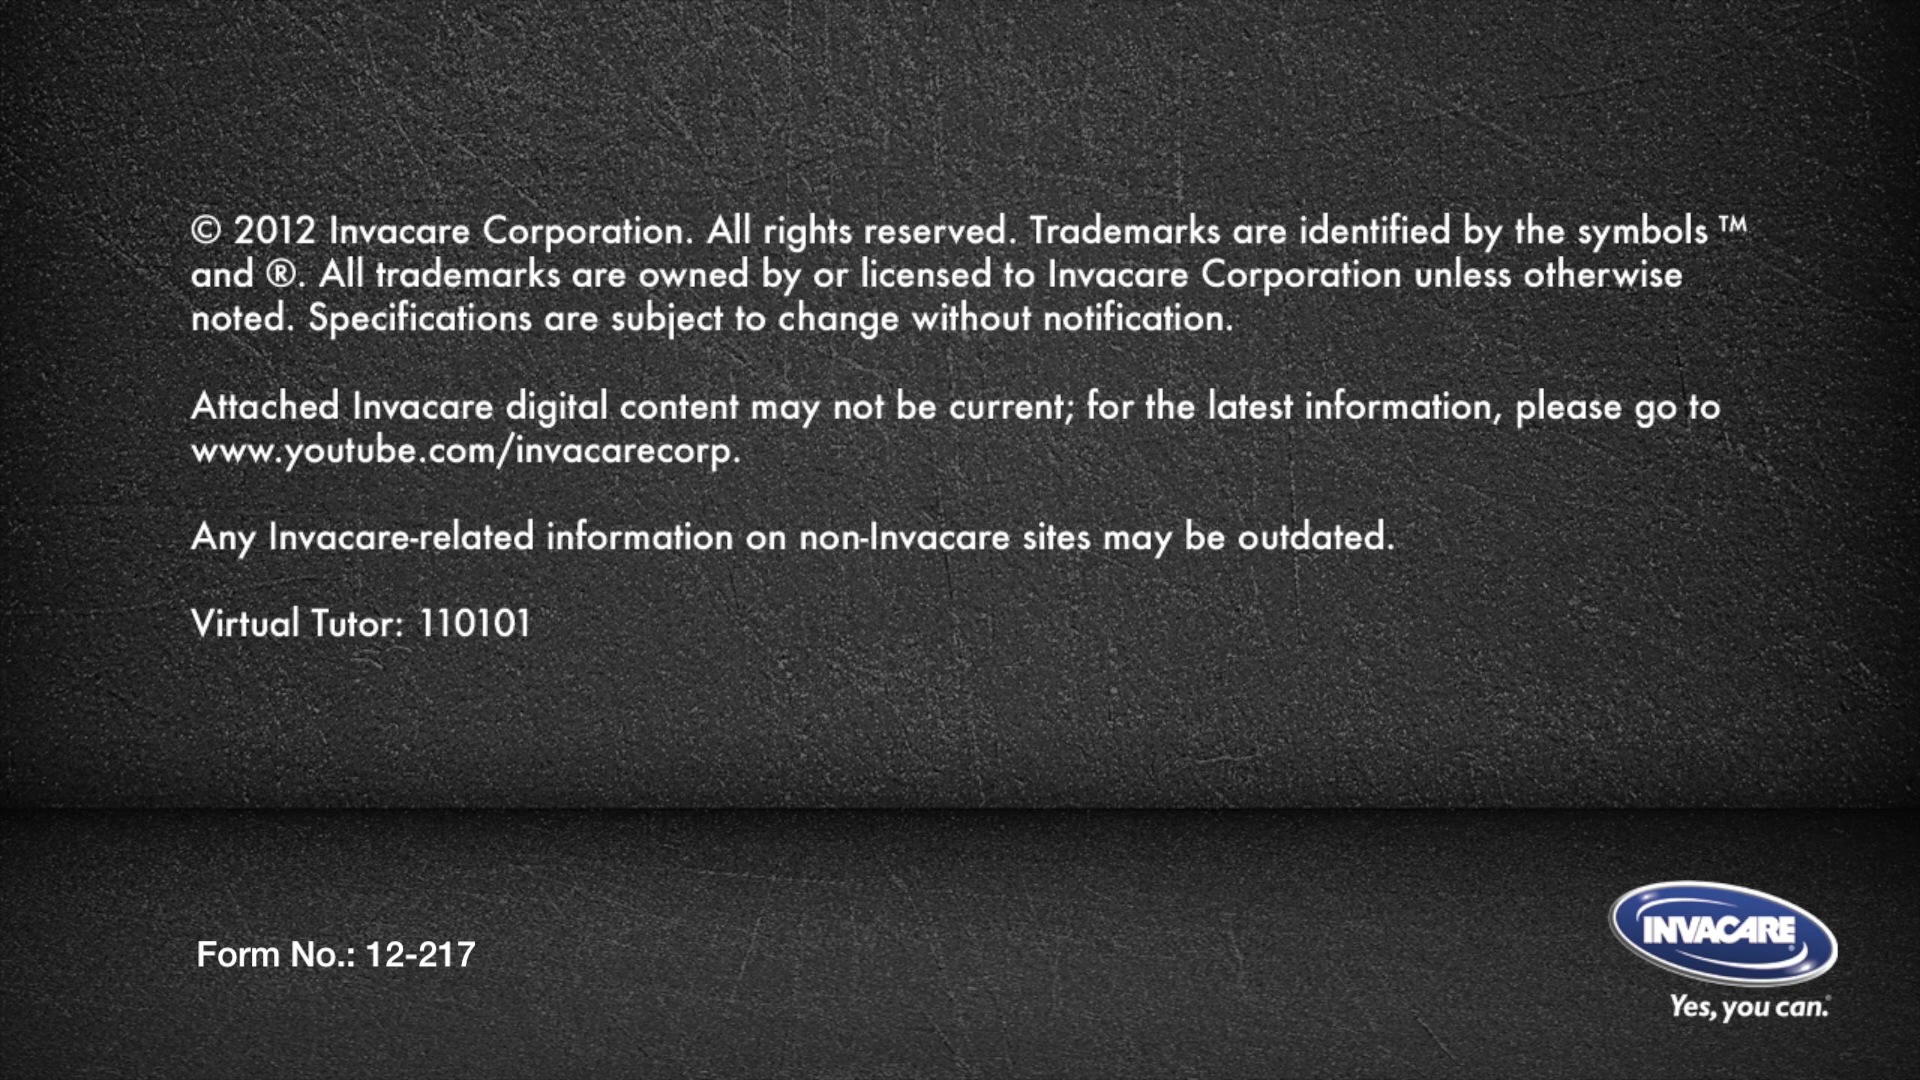 © 2012 Invacare Corporation. All rights reserved. Trademarks are identified by the symbols ™
and ®. All trademarks are owned by or licensed to Invacare Corporation unless otherwise
noted. Specifications are subject to change without notification.
Attached Invacare digital content may not be current; for the latest information, please go to
www.youtube.com/invacarecorp.
Any Invacare-related information on non-Invacare sites may be outdated.
Virtual Tutor: 110101
Form No.: 12-217
INVACARE®
Yes, you can.®